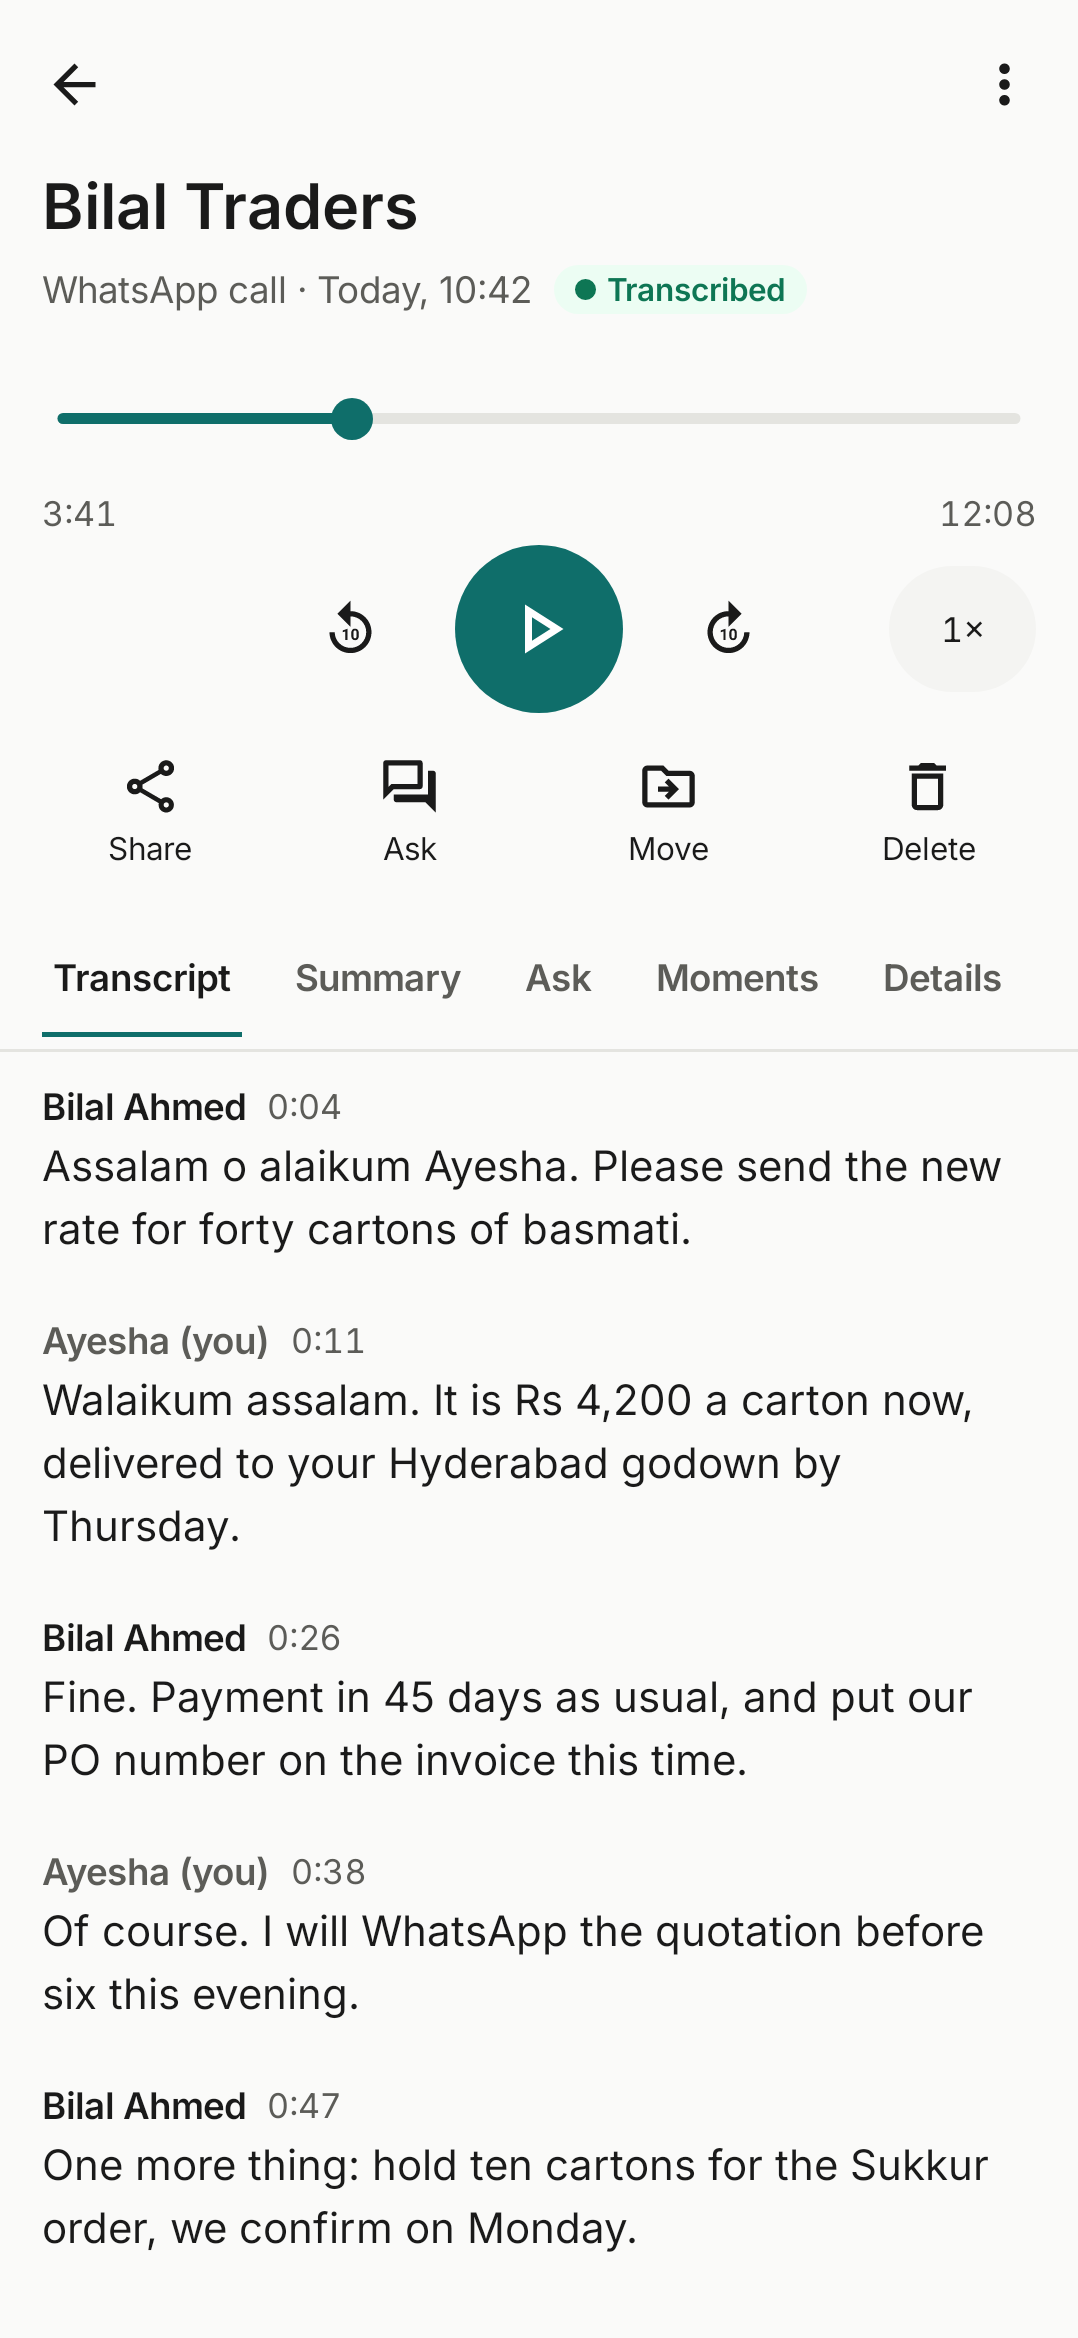 Bilal Traders
WhatsApp call · Today, 10:42 Transcribed
3:41 12:08
10 10 1×
Share Ask Move Delete
Transcript Summary Ask Moments Details
Bilal Ahmed 0:04
Assalam o alaikum Ayesha. Please send the new
rate for forty cartons of basmati.
Ayesha (you) 0:11
Walaikum assalam. It is Rs 4,200 a carton now,
delivered to your Hyderabad godown by
Thursday.
Bilal Ahmed 0:26
Fine. Payment in 45 days as usual, and put our
PO number on the invoice this time.
Ayesha (you) 0:38
Of course. I will WhatsApp the quotation before
six this evening.
Bilal Ahmed 0:47
One more thing: hold ten cartons for the Sukkur
order, we confirm on Monday.